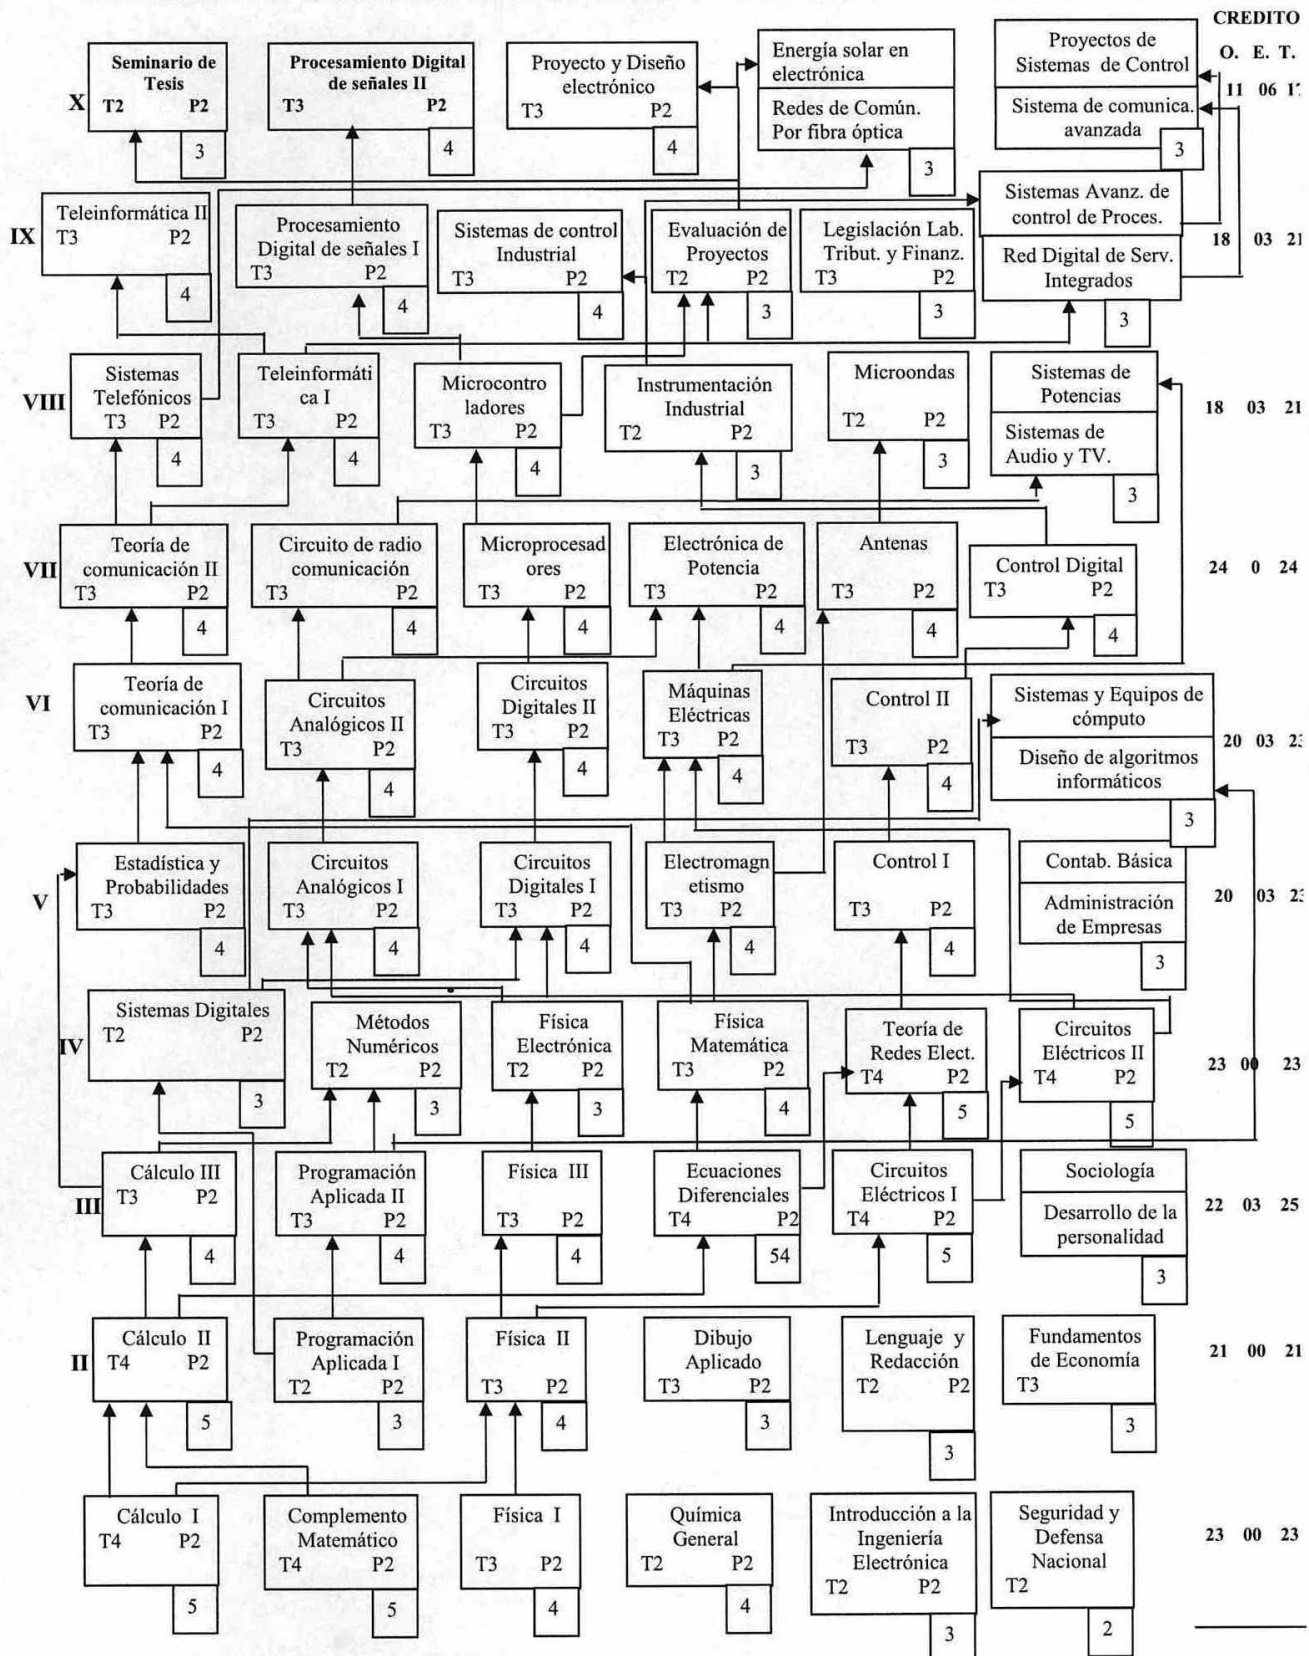 CREDITO
O. E. T.
X
Seminario de
Tesis
T2 P2
3
Procesamiento Digital
de señales II
T3 P2
4
Proyecto y Diseño
electrónico
T3 P2
4
Energía solar en
electrónica
Redes de Común.
Por fibra óptica
3
Proyectos de
Sistemas de Control
Sistema de comunica.
avanzada
3
11 06
IX
Teleinformática II
T3 P2
4
Procesamiento
Digital de señales I
T3 P2
4
Sistemas de control
Industrial
T3 P2
4
Evaluación de
Proyectos
T2 P2
3
Legislación Lab.
Tribut. y Finanz.
T3 P2
3
Sistemas Avanz. de
control de Proces.
Red Digital de Serv.
Integrados
3
18 03 21
VIII
Sistemas
Telefónicos
T3 P2
4
Teleinformáti
ca I
T3 P2
4
Microcontro
ladores
T3 P2
4
Instrumentación
Industrial
T2 P2
3
Microondas
T2 P2
3
Sistemas de
Potencias
Sistemas de
Audio y TV.
3
18 03 21
VII
Teoría de
comunicación II
T3 P2
4
Circuito de radio
comunicación
T3 P2
4
Microprocesad
ores
T3 P2
4
Electrónica de
Potencia
T3 P2
4
Antenas
T3 P2
4
Control Digital
T3 P2
4
24 0 24
VI
Teoría de
comunicación I
T3 P2
4
Circuitos
Analógicos II
T3 P2
4
Circuitos
Digitales II
T3 P2
4
Máquinas
Eléctricas
T3 P2
4
Control II
T3 P2
4
Sistemas y Equipos de
cómputo
Diseño de algoritmos
informáticos
3
20 03
V
Estadística y
Probabilidades
T3 P2
4
Circuitos
Analógicos I
T3 P2
4
Circuitos
Digitales I
T3 P2
4
Electromagn
etismo
T3 P2
4
Control I
T3 P2
4
Contab. Básica
Administración
de Empresas
3
20 03
IV
Sistemas Digitales
T2 P2
3
Métodos
Numéricos
T2 P2
3
Física
Electrónica
T2 P2
3
Física
Matemática
T3 P2
4
Teoría de
Redes Elect.
T4 P2
5
Circuitos
Eléctricos II
T4 P2
5
23 00 23
III
Cálculo III
T3 P2
4
Programación
Aplicada II
T3 P2
4
Física III
T3 P2
4
Ecuaciones
Diferenciales
T4 P2
54
Circuitos
Eléctricos I
T4 P2
5
Sociología
Desarrollo de la
personalidad
3
22 03 25
II
Cálculo II
T4 P2
5
Programación
Aplicada I
T2 P2
3
Física II
T3 P2
4
Dibujo
Aplicado
T3 P2
3
Lenguaje y
Redacción
T2 P2
3
Fundamentos
de Economía
T3
3
21 00 21
Cálculo I
T4 P2
5
Complemento
Matemático
T4 P2
5
Física I
T3 P2
4
Química
General
T2 P2
4
Introducción a la
Ingeniería
Electrónica
T2 P2
3
Seguridad y
Defensa
Nacional
T2
2
23 00 23